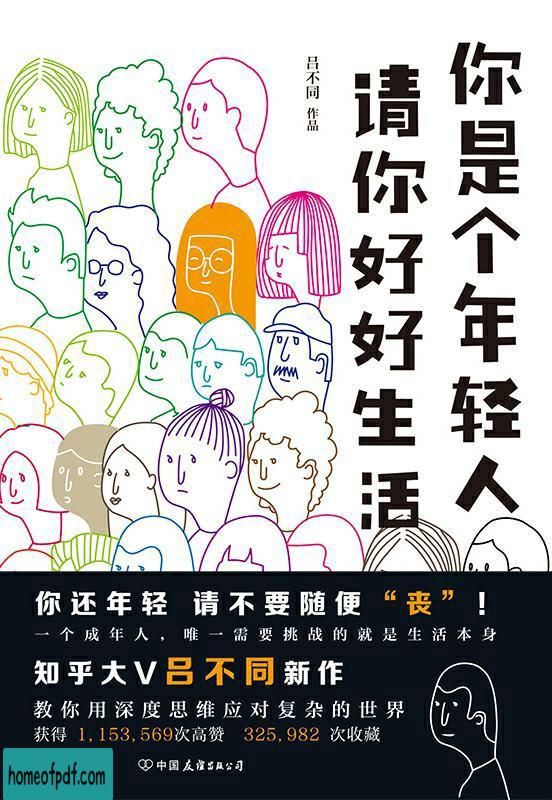 你是个年轻人
请你好好生活
吕不同 作品
你还年轻 请不要随便“丧”！
一个成年人，唯一需要挑战的就是生活本身
知乎大V吕不同新作
教你用深度思维应对复杂的世界
获得 1,153,569次高赞 325,982 次收藏
中国友谊出版公司
homeofpdf.com